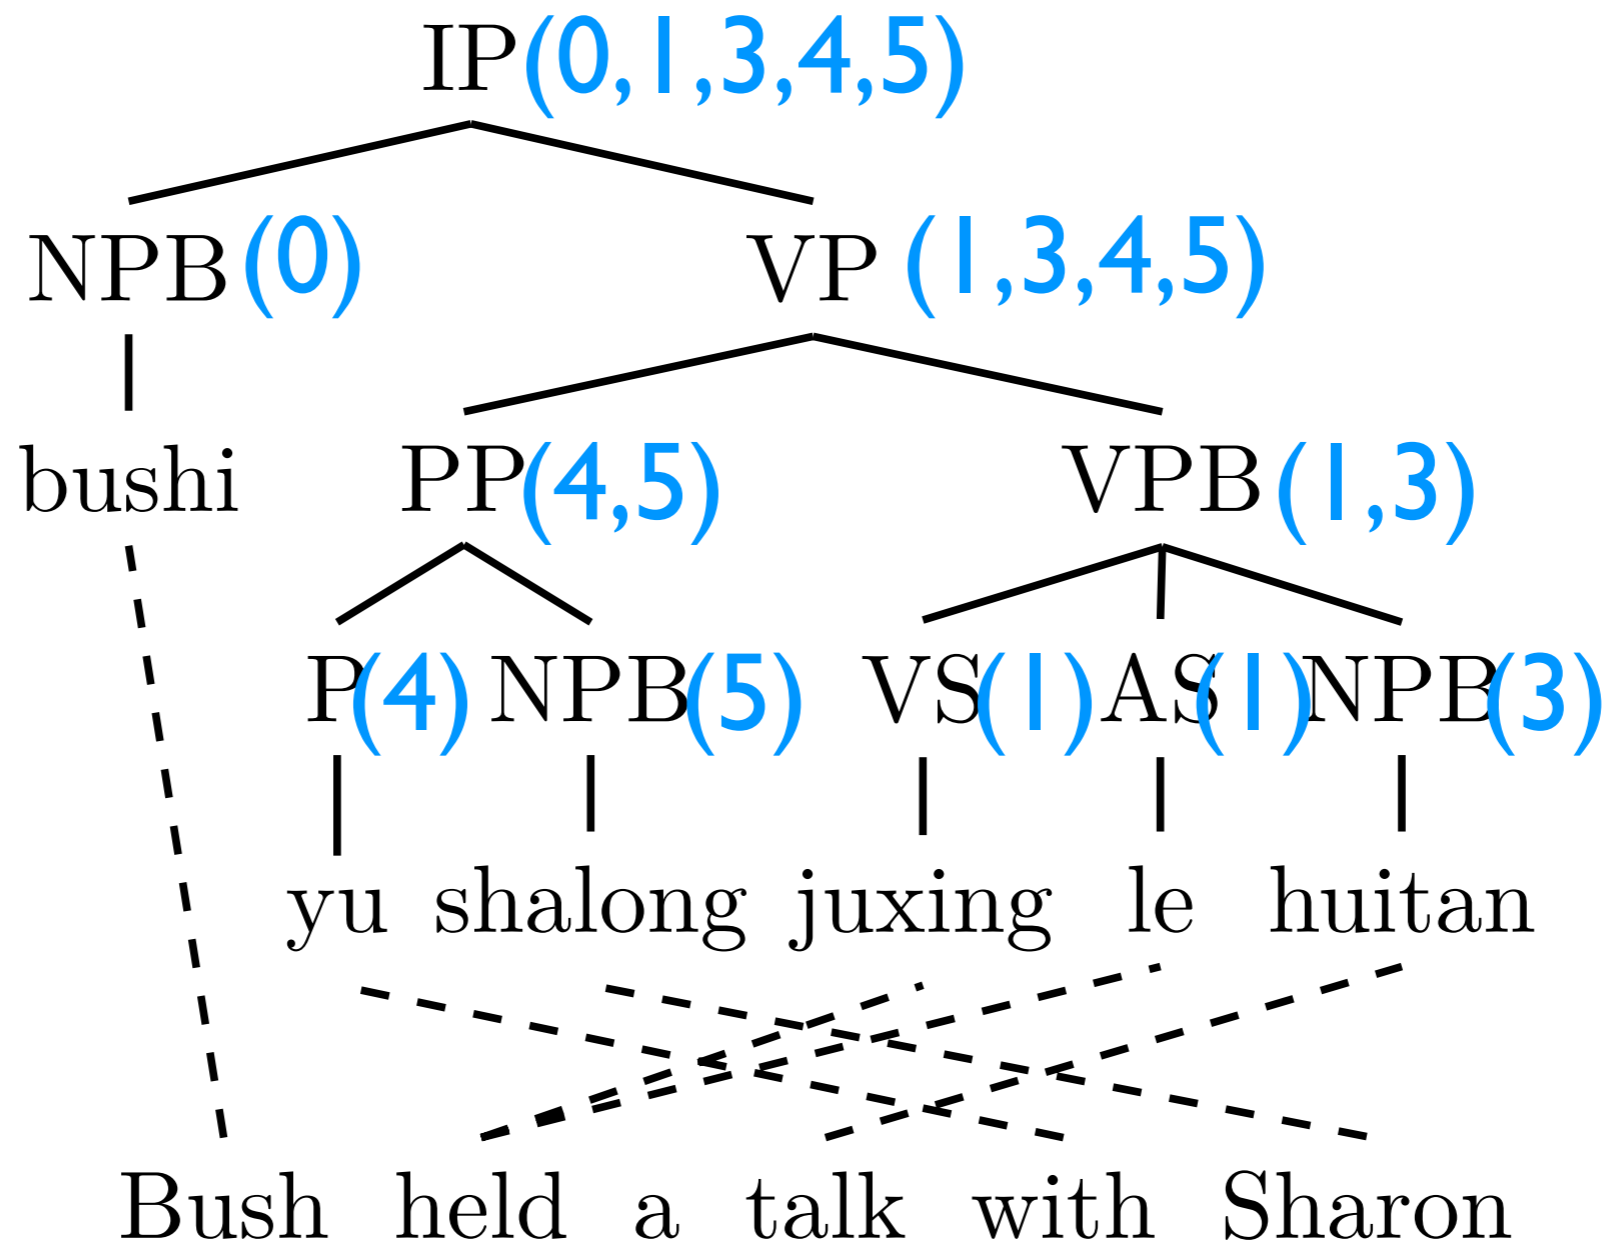 IP(0,1,3,4,5)
NPB(0) VP (1,3,4,5)
bushi PP(4,5) VPB(1,3)
P(4) NPB(5) VS(1) AS(1) NPB(3)
yu shalong juxing le huitan
Bush held a talk with Sharon